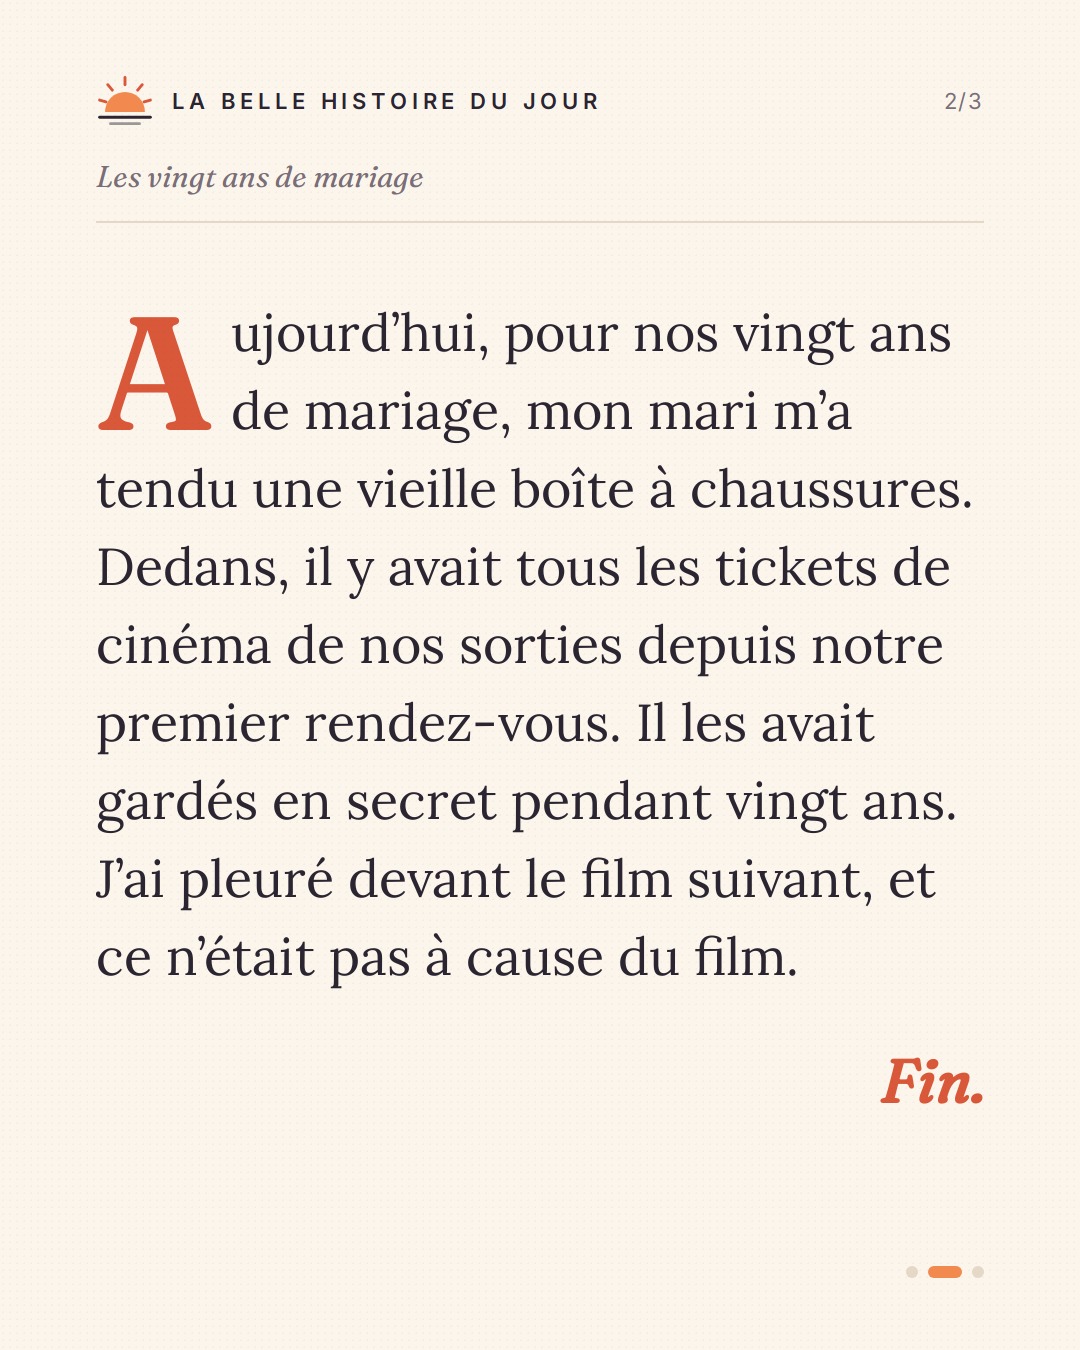 LA BELLE HISTOIRE DU JOUR
2/3
Les vingt ans de mariage
Aujourd’hui, pour nos vingt ans
de mariage, mon mari m’a
tendu une vieille boîte à chaussures.
Dedans, il y avait tous les tickets de
cinéma de nos sorties depuis notre
premier rendez-vous. Il les avait
gardés en secret pendant vingt ans.
J’ai pleuré devant le film suivant, et
ce n’était pas à cause du film.
Fin.